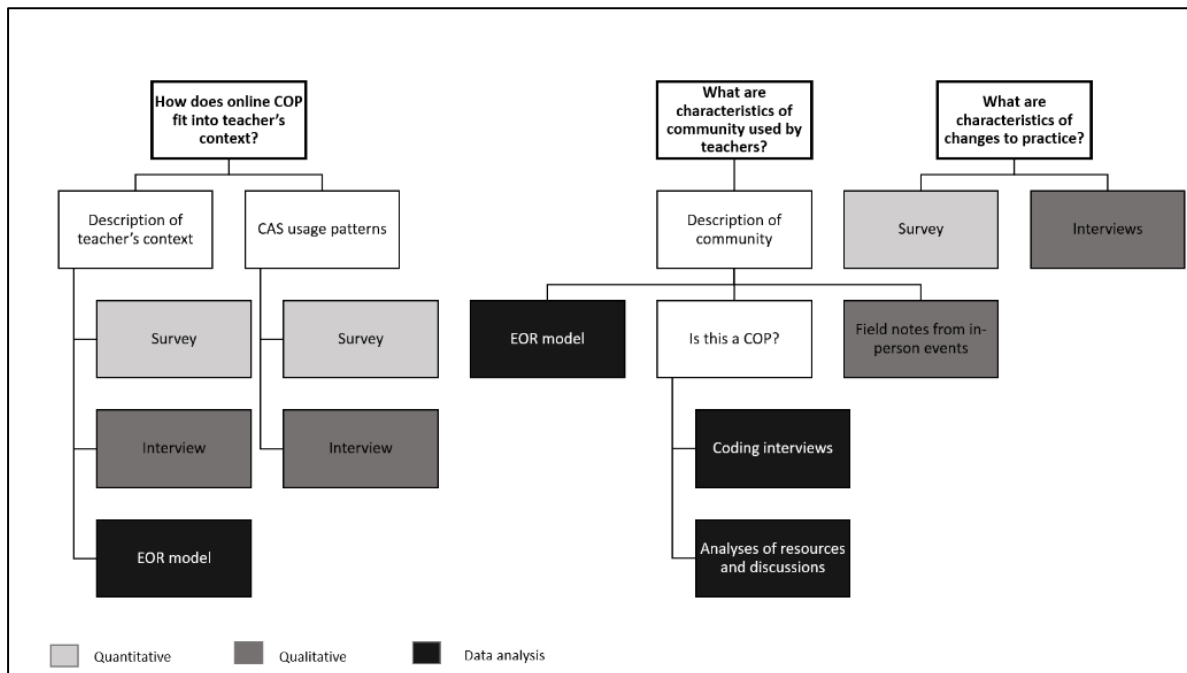 How does online COP
fit into teacher's
context?
What are
characteristics of
community used by
teachers?
What are
characteristics of
changes to practice?
Description of
teacher's context
CAS usage patterns
Description of
community
Survey
Interviews
Survey
Survey
EOR model
Is this a COP?
Field notes from in-
person events
Interview
Interview
Coding interviews
EOR model
Analyses of resources
and discussions
Quantitative
Qualitative
Data analysis